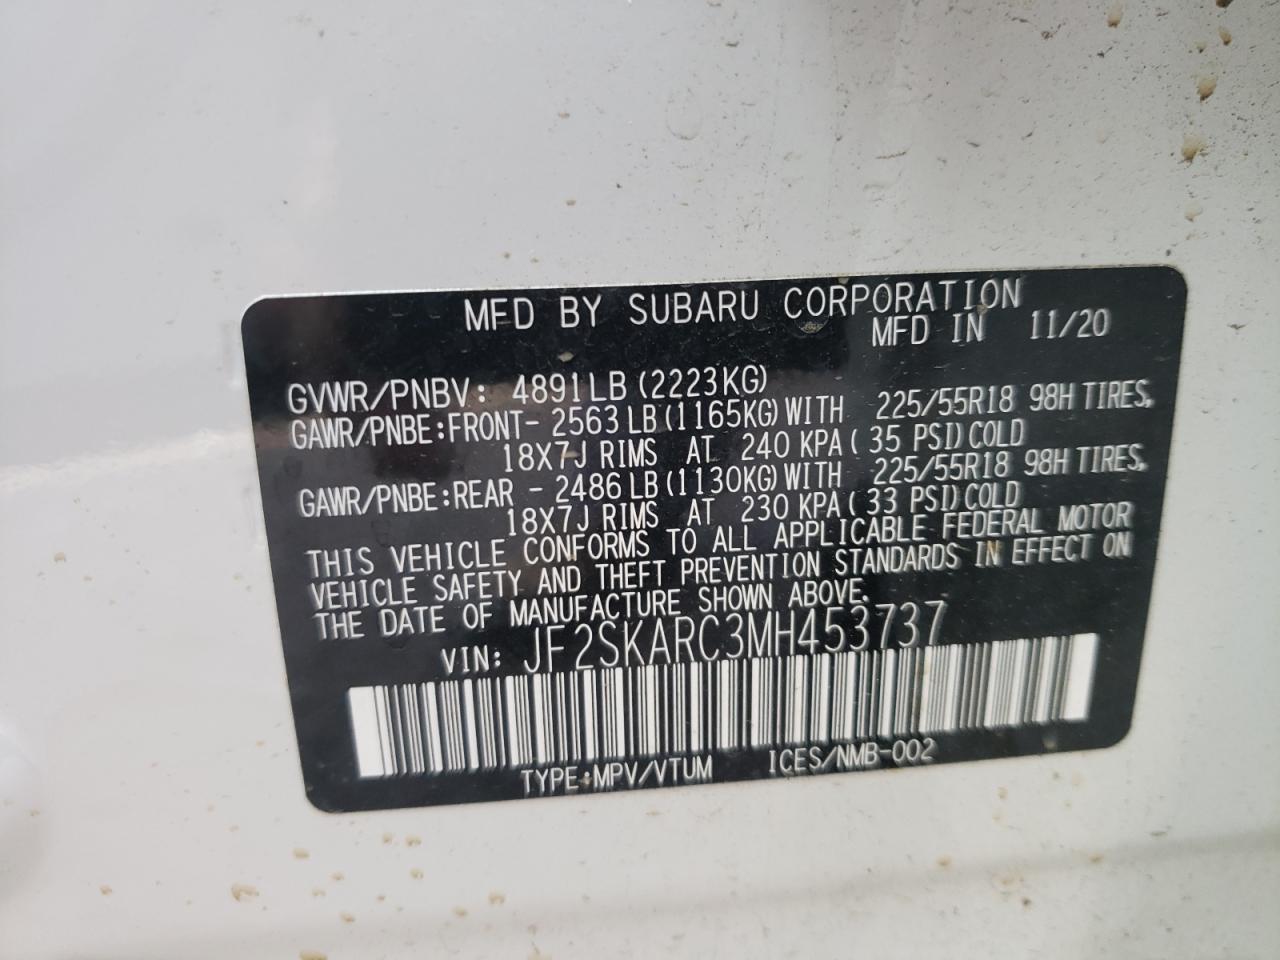 MFD BY SUBARU CORPORATION
MFD IN 11/20
GVWR/PNBV: 4891LB (2223KG)
GAWR/PNBE:FRONT- 2563 LB (1165KG) WITH 225/55R18 98H TIRES,
18X7J RIMS AT 240 KPA ( 35 PSI) COLD
GAWR/PNBE:REAR - 2486 LB (1130KG) WITH 225/55R18 98H TIRES,
18X7J RIMS AT 230 KPA ( 33 PSI) COLD
THIS VEHICLE CONFORMS TO ALL APPLICABLE FEDERAL MOTOR
VEHICLE SAFETY AND THEFT PREVENTION STANDARDS IN EFFECT ON
THE DATE OF MANUFACTURE SHOWN ABOVE.
VIN: JF2SKARC3MH453737
TYPE:MPV/VTUM ICES/NMB-002